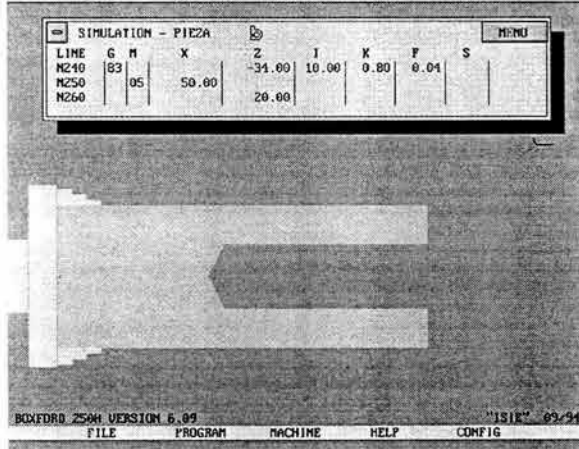 SIMULATION - PIEZA MENU
LINE G M X Z I K F S
N240 83 -34.00 10.00 0.80 0.04
N250 05 50.00
N260 20.00
BOXFORD 250H VERSION 6.09 "ISIE" 09/94
FILE PROGRAM MACHINE HELP CONFIG